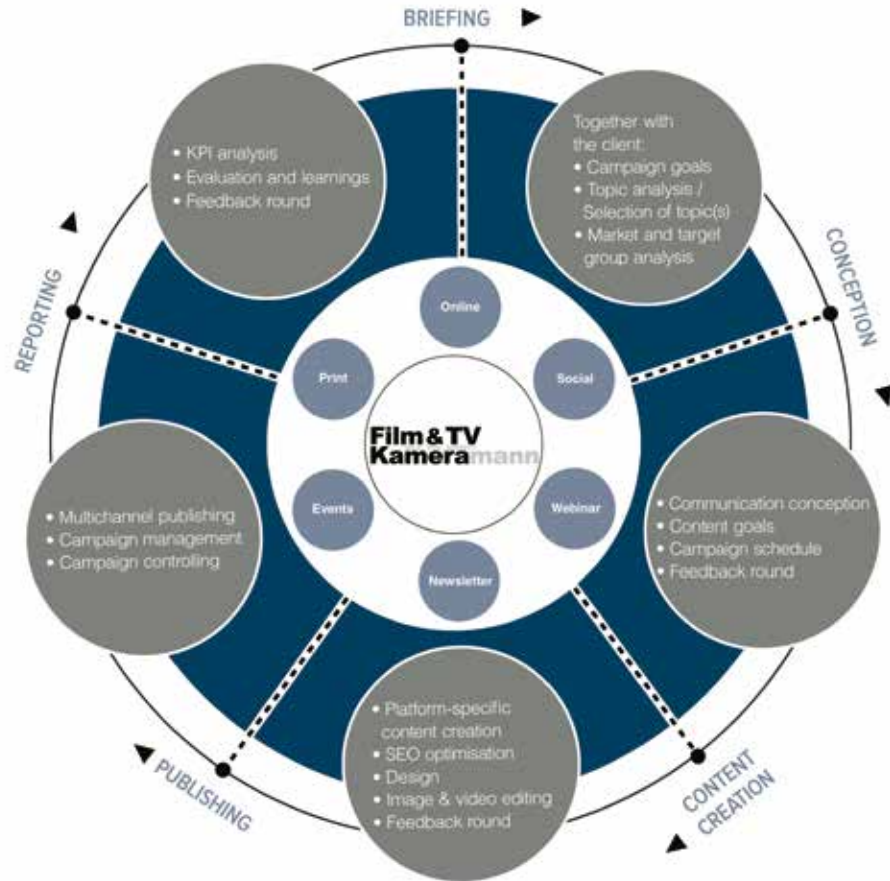 BRIEFING
Together with
the client:
• Campaign goals
• Topic analysis /
Selection of topic(s)
• Market and target
group analysis
CONCEPTION
• Communication conception
• Content goals
• Campaign schedule
• Feedback round
CONTENT
CREATION
• Platform-specific
content creation
• SEO optimisation
• Design
• Image & video editing
• Feedback round
PUBLISHING
• Multichannel publishing
• Campaign management
• Campaign controlling
REPORTING
• KPI analysis
• Evaluation and learnings
• Feedback round
Online
Social
Webinar
Newsletter
Events
Print
Film & TV
Kameramann